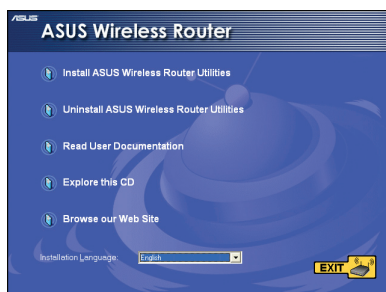 ASUS
ASUS Wireless Router
Install ASUS Wireless Router Utilities
Uninstall ASUS Wireless Router Utilities
Read User Documentation
Explore this CD
Browse our Web Site
Installation Language: English
EXIT